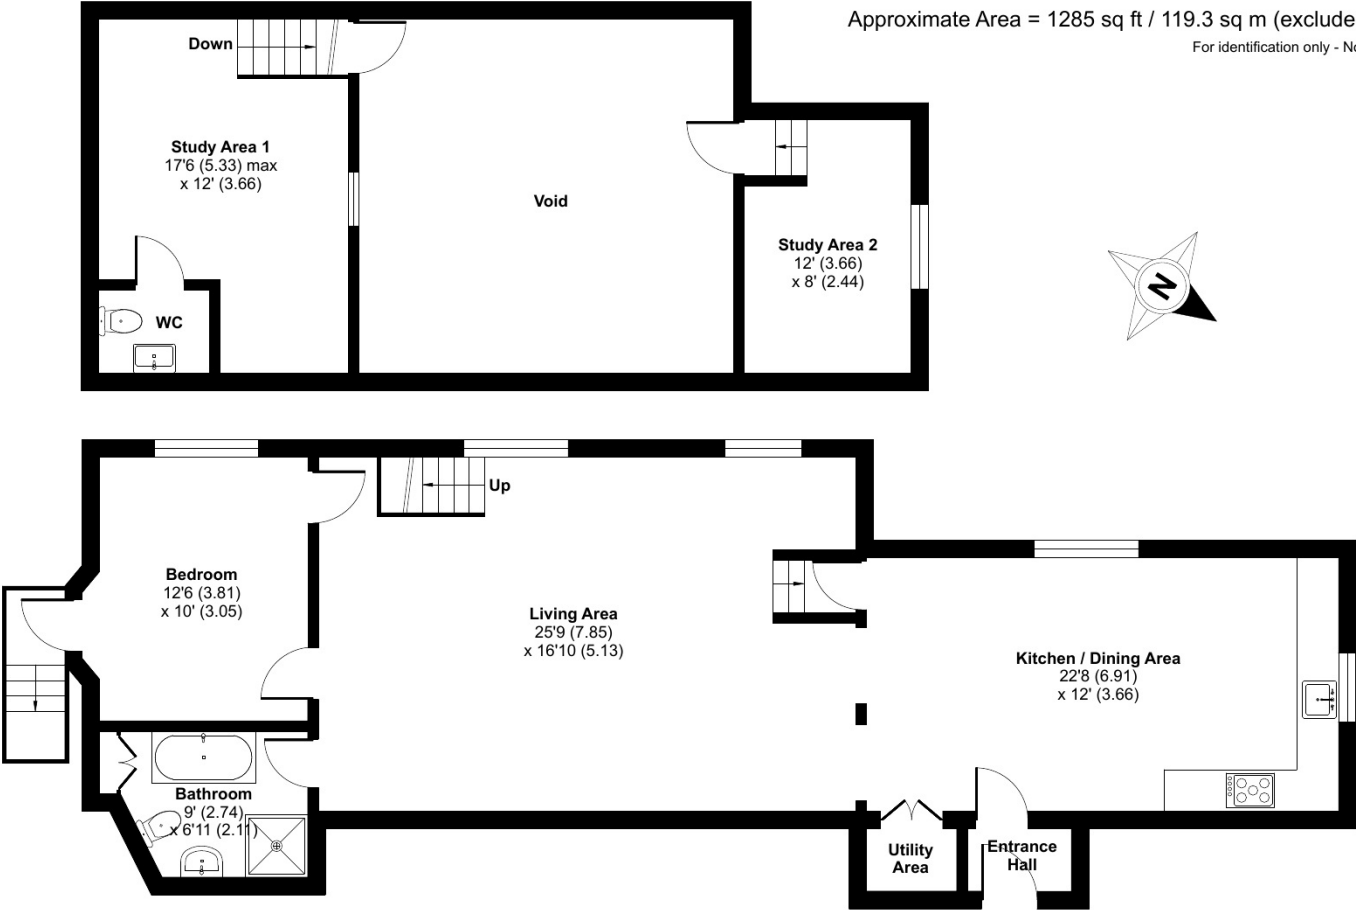 Approximate Area = 1285 sq ft / 119.3 sq m (exclude
For identification only - No
Down
Study Area 1
17'6 (5.33) max
x 12' (3.66)
Void
Study Area 2
12' (3.66)
x 8' (2.44)
WC
N
Up
Bedroom
12'6 (3.81)
x 10' (3.05)
Living Area
25'9 (7.85)
x 16'10 (5.13)
Kitchen / Dining Area
22'8 (6.91)
x 12' (3.66)
Bathroom
9' (2.74)
x 6'11 (2.11)
Utility
Area
Entrance
Hall